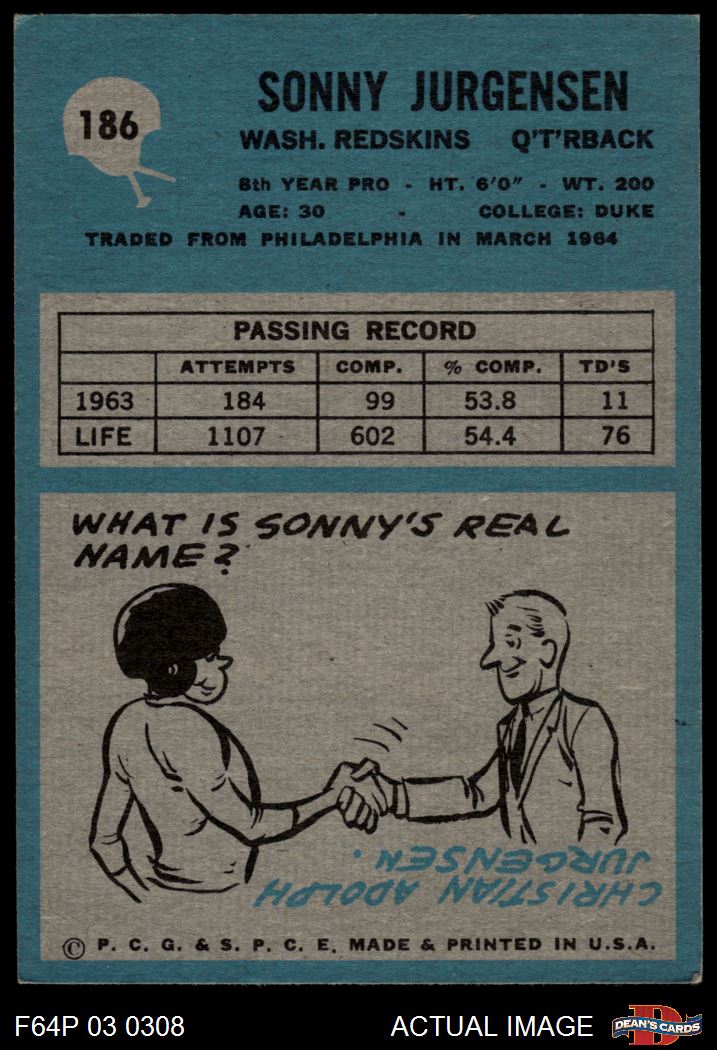 186
SONNY JURGENSEN
WASH. REDSKINS Q'T'RBACK
8th YEAR PRO - HT. 6'0" - WT. 200
AGE: 30 - COLLEGE: DUKE
TRADED FROM PHILADELPHIA IN MARCH 1964
PASSING RECORD
ATTEMPTS COMP. % COMP. TD'S
1963 184 99 53.8 11
LIFE 1107 602 54.4 76
WHAT IS SONNY'S REAL
NAME?
CHRISTIAN ADOLPH
JURGENSEN.
© P. C. G. & S. P. C. E. MADE & PRINTED IN U.S.A.
F64P 03 0308 ACTUAL IMAGE D DEAN'S CARDS